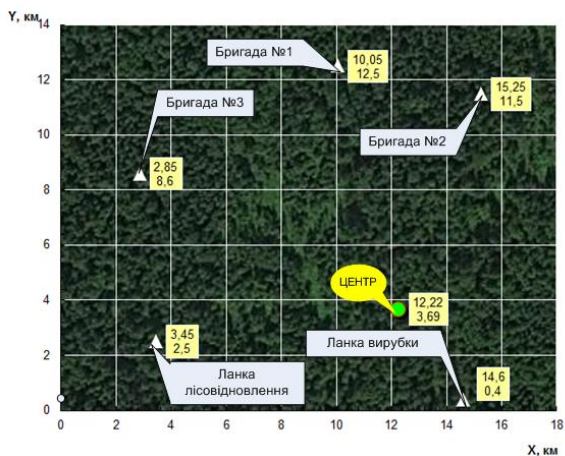 Y, км
14
12
10
8
6
4
2
0
Бригада №1
10,05
12,5
15,25
11,5
Бригада №3
Бригада №2
2,85
8,6
ЦЕНТР
12,22
3,69
3,45
2,5
Ланка вирубки
Ланка
лісовідновлення
14,6
0,4
0 2 4 6 8 10 12 14 16 18
X, км